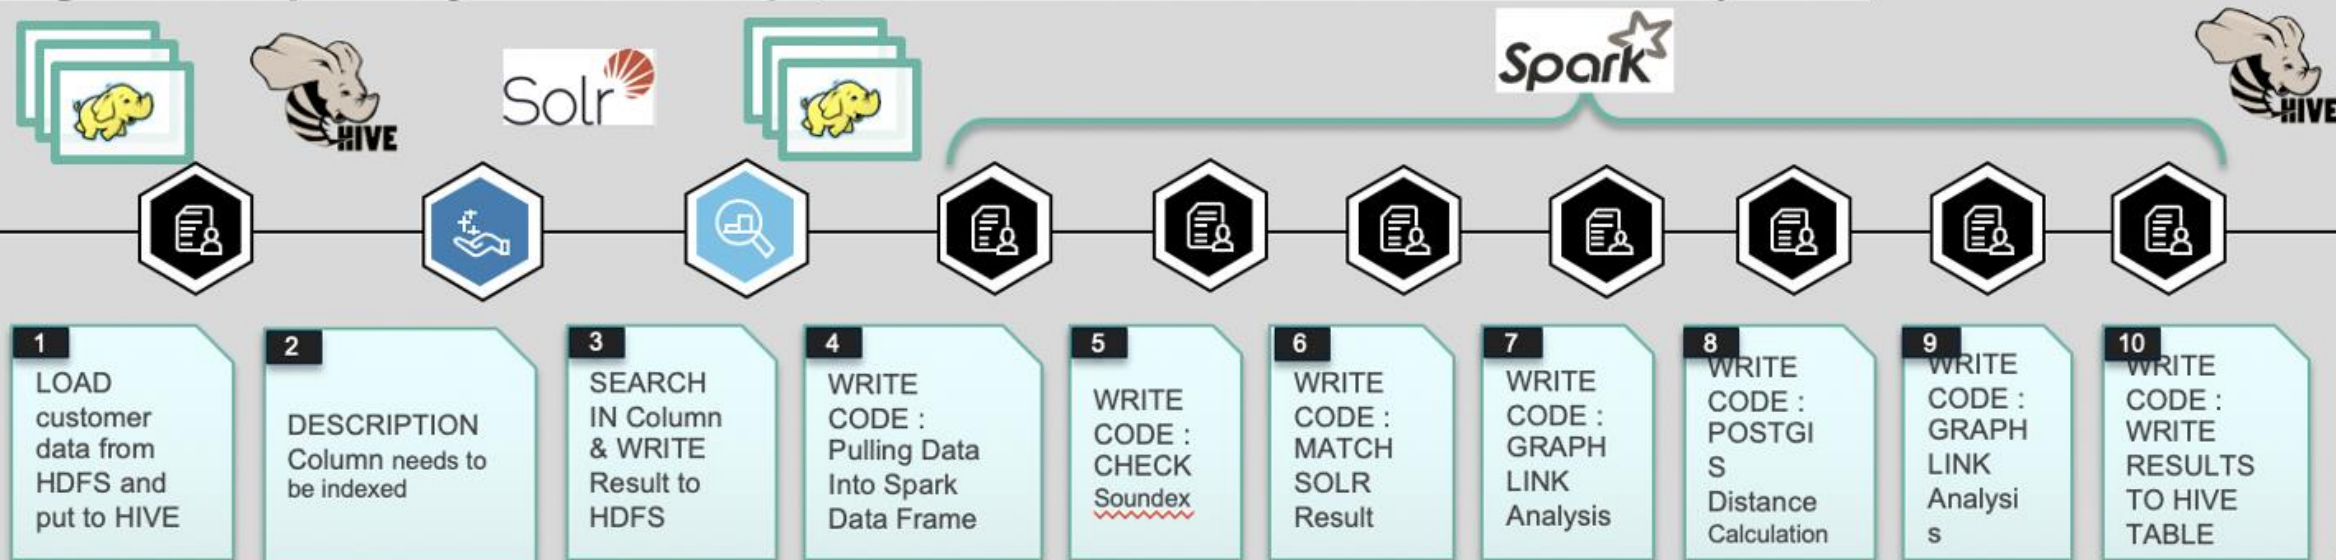 HIVE
Solr
Spark
HIVE
1
LOAD
customer
data from
HDFS and
put to HIVE
2
DESCRIPTION
Column needs to
be indexed
3
SEARCH
IN Column
& WRITE
Result to
HDFS
4
WRITE
CODE :
Pulling Data
Into Spark
Data Frame
5
WRITE
CODE :
CHECK
Soundex
6
WRITE
CODE :
MATCH
SOLR
Result
7
WRITE
CODE :
GRAPH
LINK
Analysis
8
WRITE
CODE :
POSTGI
S
Distance
Calculation
9
WRITE
CODE :
GRAPH
LINK
Analysi
s
10
WRITE
CODE :
WRITE
RESULTS
TO HIVE
TABLE